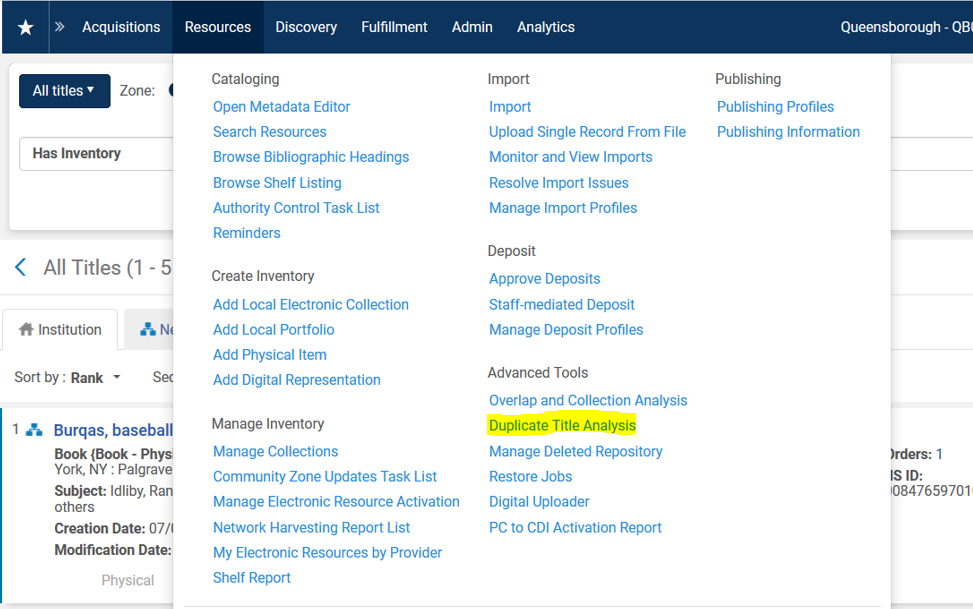 Acquisitions Resources Discovery Fulfillment Admin Analytics Queensborough - QB
All titles Zone:
Has Inventory
All Titles (1 - 5
Institution
Sort by : Rank
1 Burqas, baseball
Book {Book - Physi
York, NY : Palgrave
Subject: Idliby, Ran
others
Creation Date: 07/
Modification Date:
Physical
Cataloging
Open Metadata Editor
Search Resources
Browse Bibliographic Headings
Browse Shelf Listing
Authority Control Task List
Reminders
Create Inventory
Add Local Electronic Collection
Add Local Portfolio
Add Physical Item
Add Digital Representation
Manage Inventory
Manage Collections
Community Zone Updates Task List
Manage Electronic Resource Activation
Network Harvesting Report List
My Electronic Resources by Provider
Shelf Report
Import
Import
Upload Single Record From File
Monitor and View Imports
Resolve Import Issues
Manage Import Profiles
Deposit
Approve Deposits
Staff-mediated Deposit
Manage Deposit Profiles
Advanced Tools
Overlap and Collection Analysis
Duplicate Title Analysis
Manage Deleted Repository
Restore Jobs
Digital Uploader
PC to CDI Activation Report
Publishing
Publishing Profiles
Publishing Information
Orders: 1
S ID:
0847659701